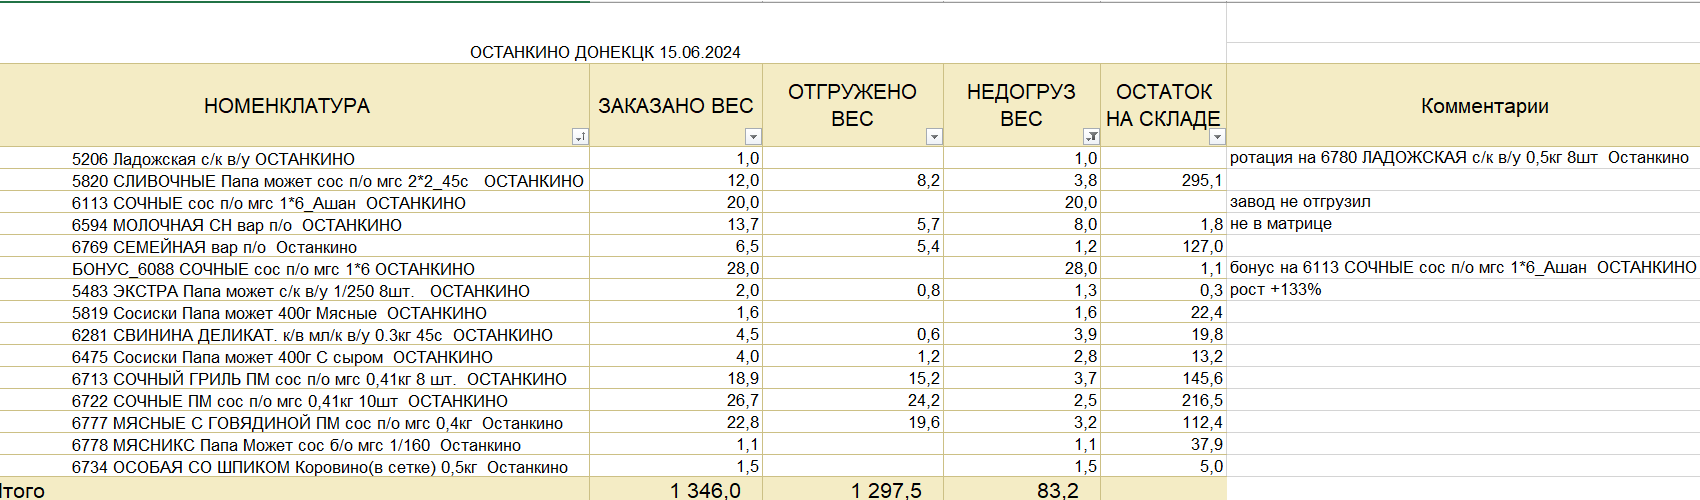 ОСТАНКИНО ДОНЕКЦК 15.06.2024
НОМЕНКЛАТУРА ЗАКАЗАНО ВЕС ОТГРУЖЕНО ВЕС НЕДОГРУЗ ВЕС ОСТАТОК НА СКЛАДЕ Комментарии
5206 Ладожская с/к в/у ОСТАНКИНО 1,0 1,0 ротация на 6780 ЛАДОЖСКАЯ с/к в/у 0,5кг 8шт Останкино
5820 СЛИВОЧНЫЕ Папа может сос п/о мгс 2*2_45с ОСТАНКИНО 12,0 8,2 3,8 295,1
6113 СОЧНЫЕ сос п/о мгс 1*6_Ашан ОСТАНКИНО 20,0 20,0 завод не отгрузил
6594 МОЛОЧНАЯ СН вар п/о ОСТАНКИНО 13,7 5,7 8,0 1,8 не в матрице
6769 СЕМЕЙНАЯ вар п/о Останкино 6,5 5,4 1,2 127,0
БОНУС_6088 СОЧНЫЕ сос п/о мгс 1*6 ОСТАНКИНО 28,0 28,0 1,1 бонус на 6113 СОЧНЫЕ сос п/о мгс 1*6_Ашан ОСТАНКИНО
5483 ЭКСТРА Папа может с/к в/у 1/250 8шт. ОСТАНКИНО 2,0 0,8 1,3 0,3 рост +133%
5819 Сосиски Папа может 400г Мясные ОСТАНКИНО 1,6 1,6 22,4
6281 СВИНИНА ДЕЛИКАТ. к/в мл/к в/у 0.3кг 45с ОСТАНКИНО 4,5 0,6 3,9 19,8
6475 Сосиски Папа может 400г С сыром ОСТАНКИНО 4,0 1,2 2,8 13,2
6713 СОЧНЫЙ ГРИЛЬ ПМ сос п/о мгс 0,41кг 8 шт. ОСТАНКИНО 18,9 15,2 3,7 145,6
6722 СОЧНЫЕ ПМ сос п/о мгс 0,41кг 10шт ОСТАНКИНО 26,7 24,2 2,5 216,5
6777 МЯСНЫЕ С ГОВЯДИНОЙ ПМ сос п/о мгс 0,4кг Останкино 22,8 19,6 3,2 112,4
6778 МЯСНИКС Папа Может сос б/о мгс 1/160 Останкино 1,1 1,1 37,9
6734 ОСОБАЯ СО ШПИКОМ Коровино(в сетке) 0,5кг Останкино 1,5 1,5 5,0
Итого 1 346,0 1 297,5 83,2